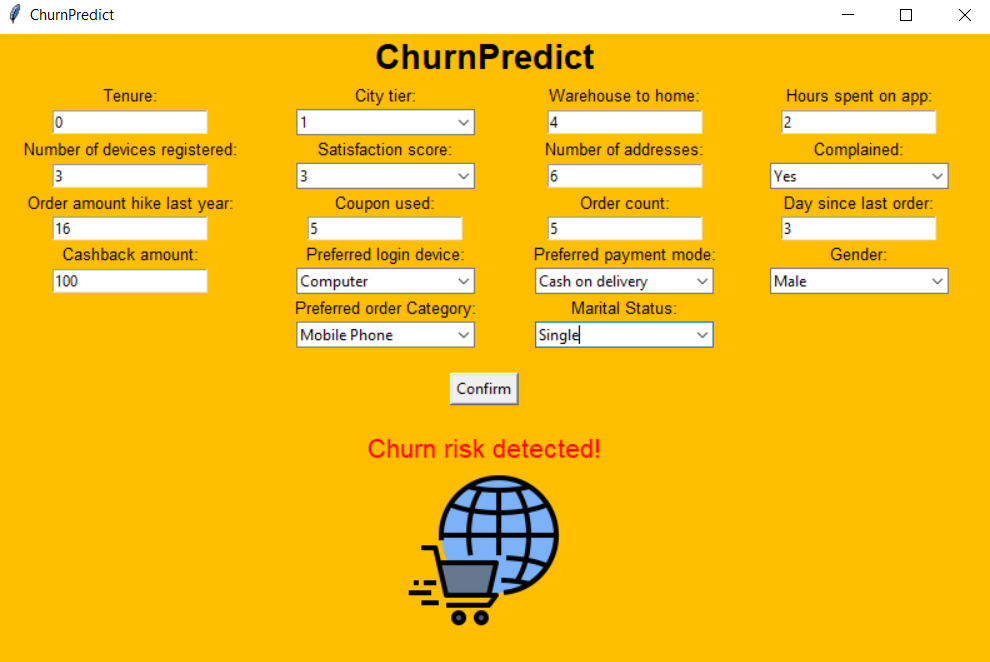 ChurnPredict
ChurnPredict
Tenure: City tier: Warehouse to home: Hours spent on app:
0 1 4 2
Number of devices registered: Satisfaction score: Number of addresses: Complained:
3 3 6 Yes
Order amount hike last year: Coupon used: Order count: Day since last order:
16 5 5 3
Cashback amount: Preferred login device: Preferred payment mode: Gender:
100 Computer Cash on delivery Male
Preferred order Category: Marital Status:
Mobile Phone Single
Confirm
Churn risk detected!